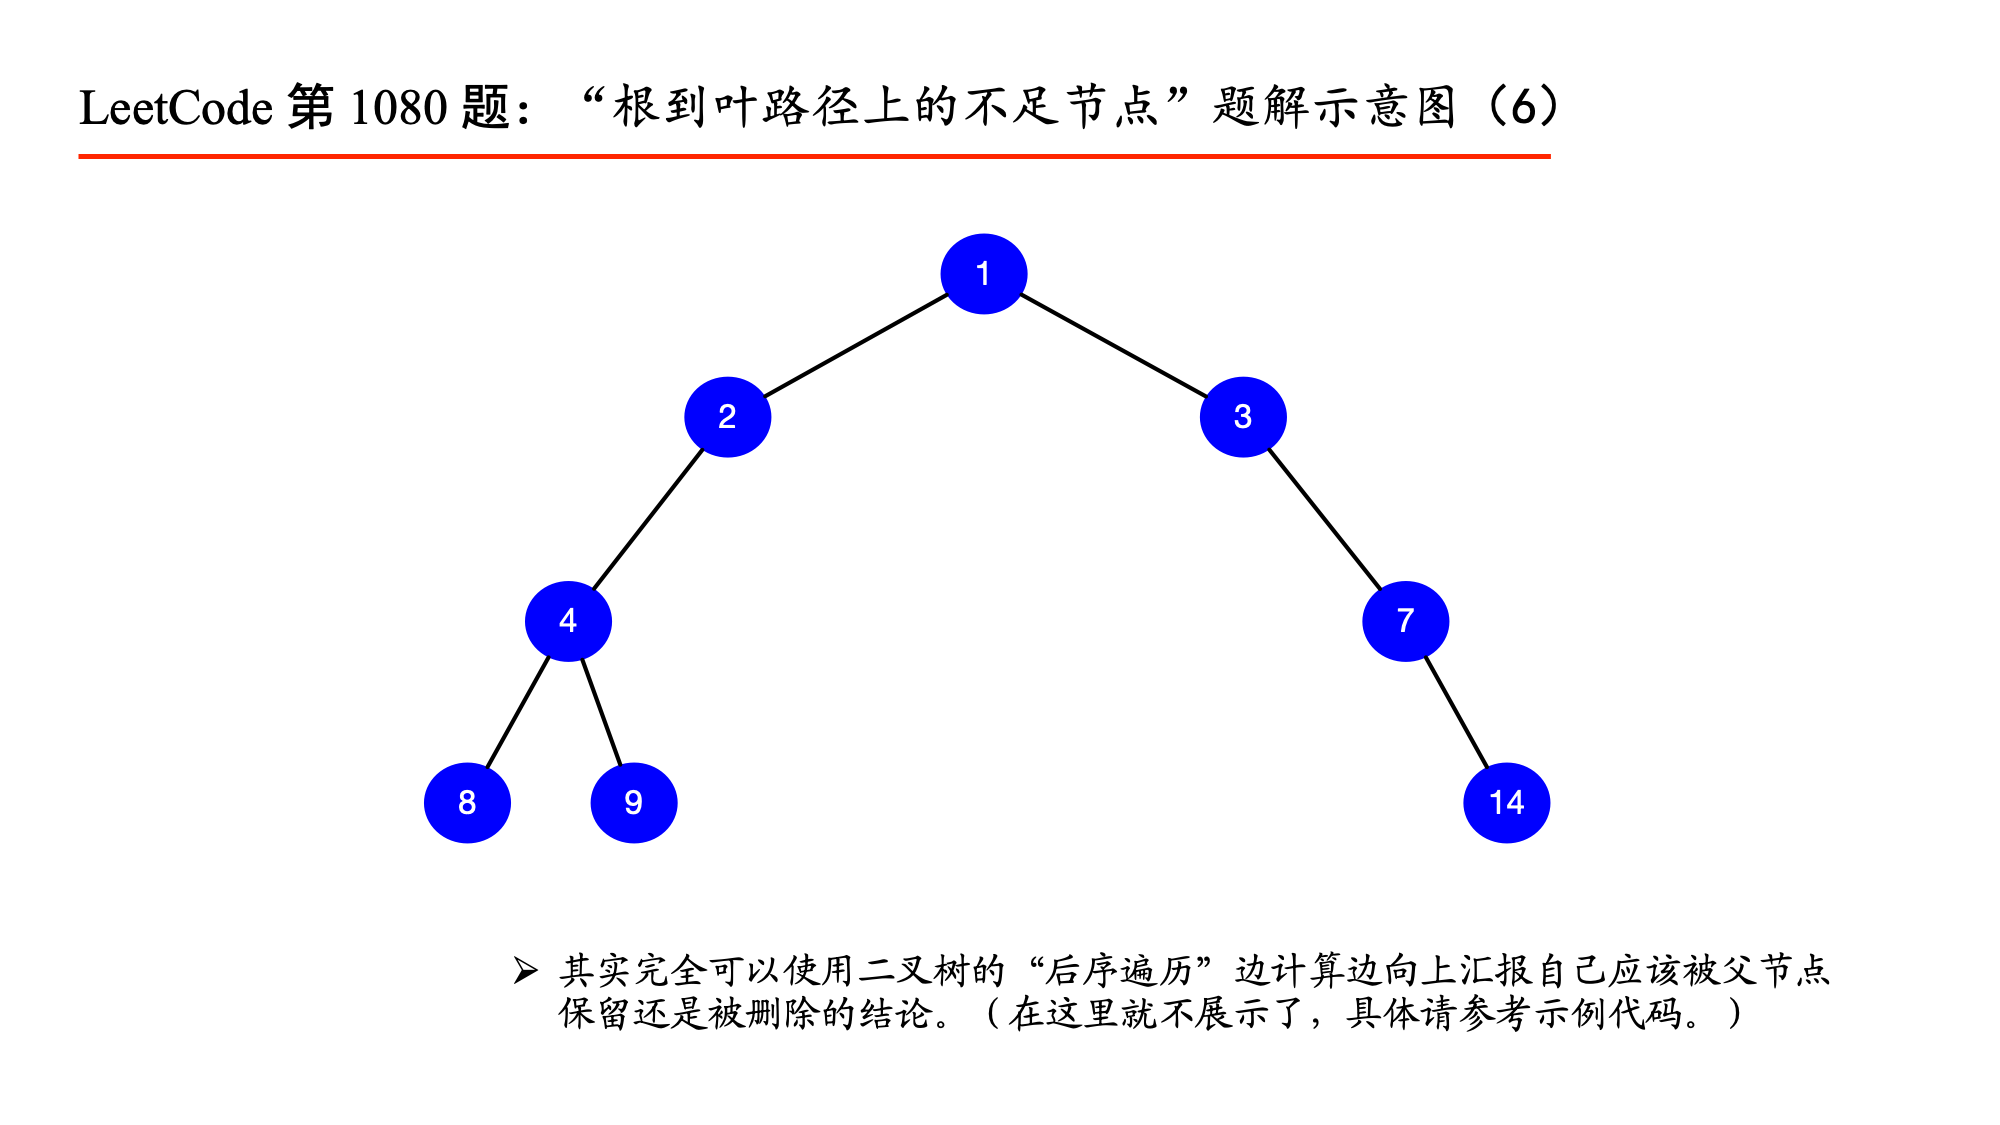 LeetCode 第 1080 题：“根到叶路径上的不足节点”题解示意图（6）
1
2
3
4
7
8
9
14
➢ 其实完全可以使用二叉树的“后序遍历”边计算边向上汇报自己应该被父节点
保留还是被删除的结论。（在这里就不展示了，具体请参考示例代码。）